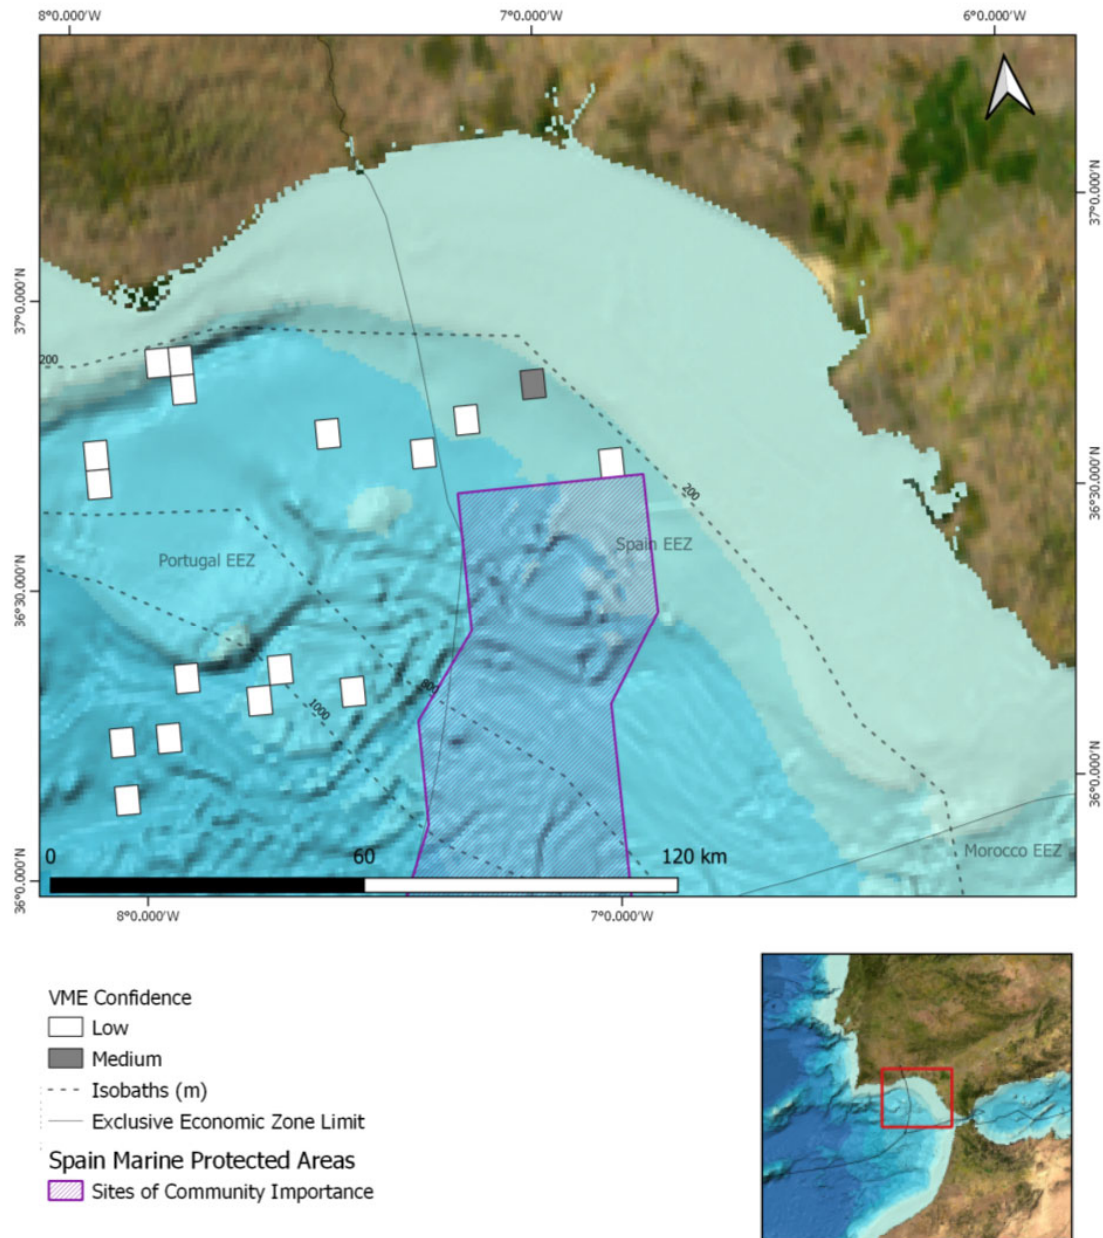 8°0.000'W 7°0.000'W 6°0.000'W
37°0.000'N
37°0.000'N
200
36°30.000'N
200
Spain EEZ
Portugal EEZ
36°30.000'N
800
1000
36°0.000'N
0 60 120 km
Morocco EEZ
36°0.000'N
8°0.000'W 7°0.000'W
VME Confidence
Low
Medium
Isobaths (m)
Exclusive Economic Zone Limit
Spain Marine Protected Areas
Sites of Community Importance